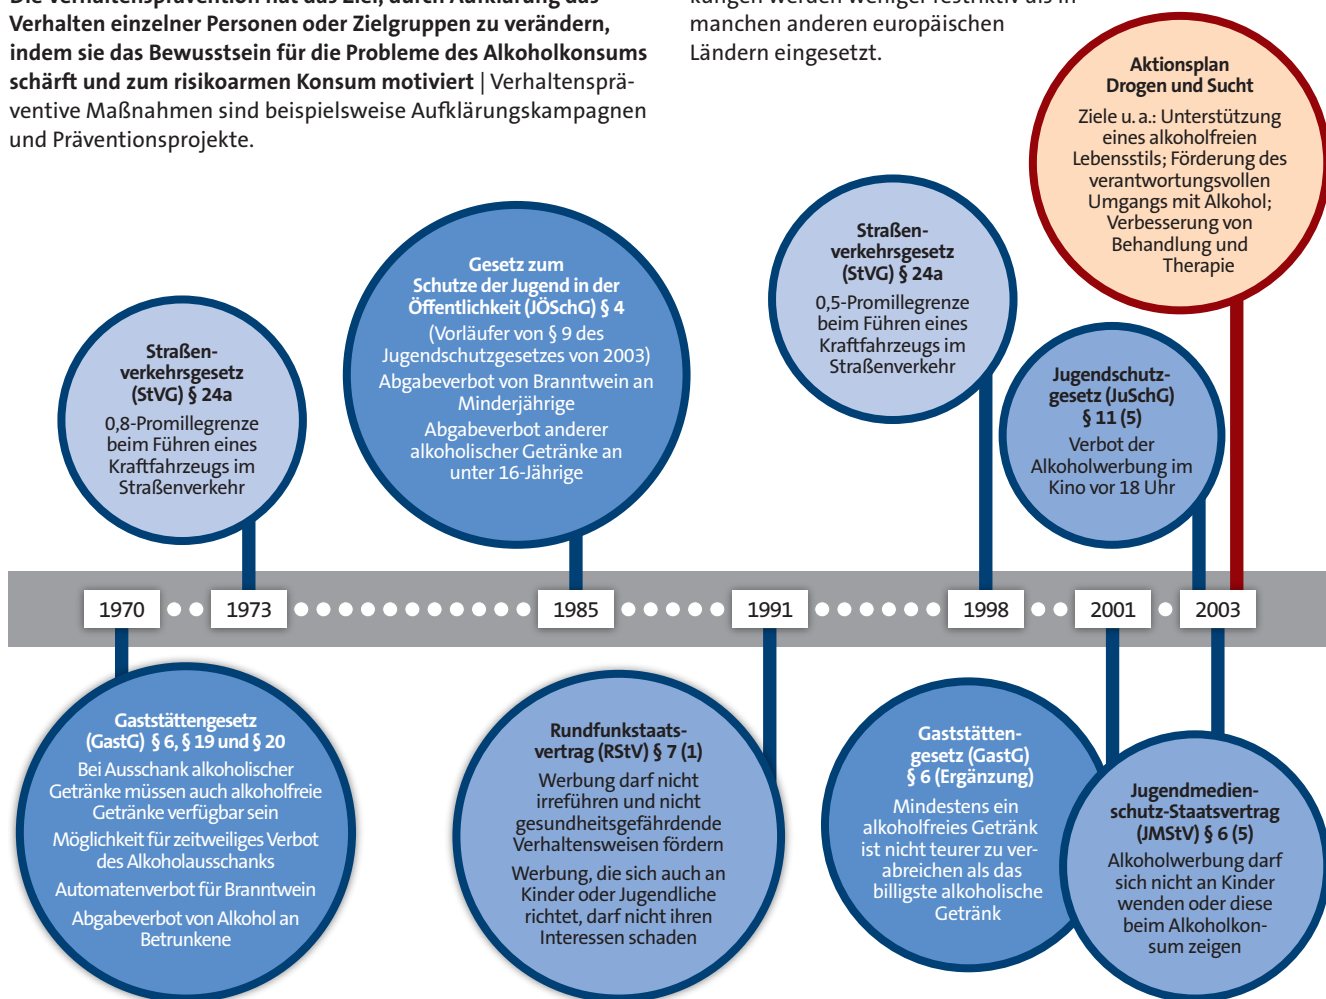 Verhalten einzelner Personen oder Zielgruppen zu verändern,
indem sie das Bewusstsein für die Probleme des Alkoholkonsums
schärft und zum risikoarmen Konsum motiviert | Verhaltensprä-
ventive Maßnahmen sind beispielsweise Aufklärungskampagnen
und Präventionsprojekte.
manchen anderen europäischen
Ländern eingesetzt.
Aktionsplan
Drogen und Sucht
Ziele u. a.: Unterstützung
eines alkoholfreien
Lebensstils; Förderung des
verantwortungsvollen
Umgangs mit Alkohol;
Verbesserung von
Behandlung und
Therapie
Straßen-
verkehrsgesetz
(StVG) § 24a
0,8-Promillegrenze
beim Führen eines
Kraftfahrzeugs im
Straßenverkehr
Gesetz zum
Schutze der Jugend in der
Öffentlichkeit (JÖSchG) § 4
(Vorläufer von § 9 des
Jugendschutzgesetzes von 2003)
Abgabeverbot von Branntwein an
Minderjährige
Abgabeverbot anderer
alkoholischer Getränke an
unter 16-Jährige
Straßen-
verkehrsgesetz
(StVG) § 24a
0,5-Promillegrenze
beim Führen eines
Kraftfahrzeugs im
Straßenverkehr
Jugendschutz-
gesetz (JuSchG)
§ 11 (5)
Verbot der
Alkoholwerbung im
Kino vor 18 Uhr
1970 1973 1985 1991 1998 2001 2003
Gaststättengesetz
(GastG) § 6, § 19 und § 20
Bei Ausschank alkoholischer
Getränke müssen auch alkoholfreie
Getränke verfügbar sein
Möglichkeit für zeitweiliges Verbot
des Alkoholausschanks
Automatenverbot für Branntwein
Abgabeverbot von Alkohol an
Betrunkene
Rundfunkstaats-
vertrag (RStV) § 7 (1)
Werbung darf nicht
irreführen und nicht
gesundheitsgefährdende
Verhaltensweisen fördern
Werbung, die sich auch an
Kinder oder Jugendliche
richtet, darf nicht ihren
Interessen schaden
Gaststätten-
gesetz (GastG)
§ 6 (Ergänzung)
Mindestens ein
alkoholfreies Getränk
ist nicht teurer zu ver-
abreichen als das
billigste alkoholische
Getränk
Jugendmedien-
schutz-Staatsvertrag
(JMStV) § 6 (5)
Alkoholwerbung darf
sich nicht an Kinder
wenden oder diese
beim Alkoholkon-
sum zeigen